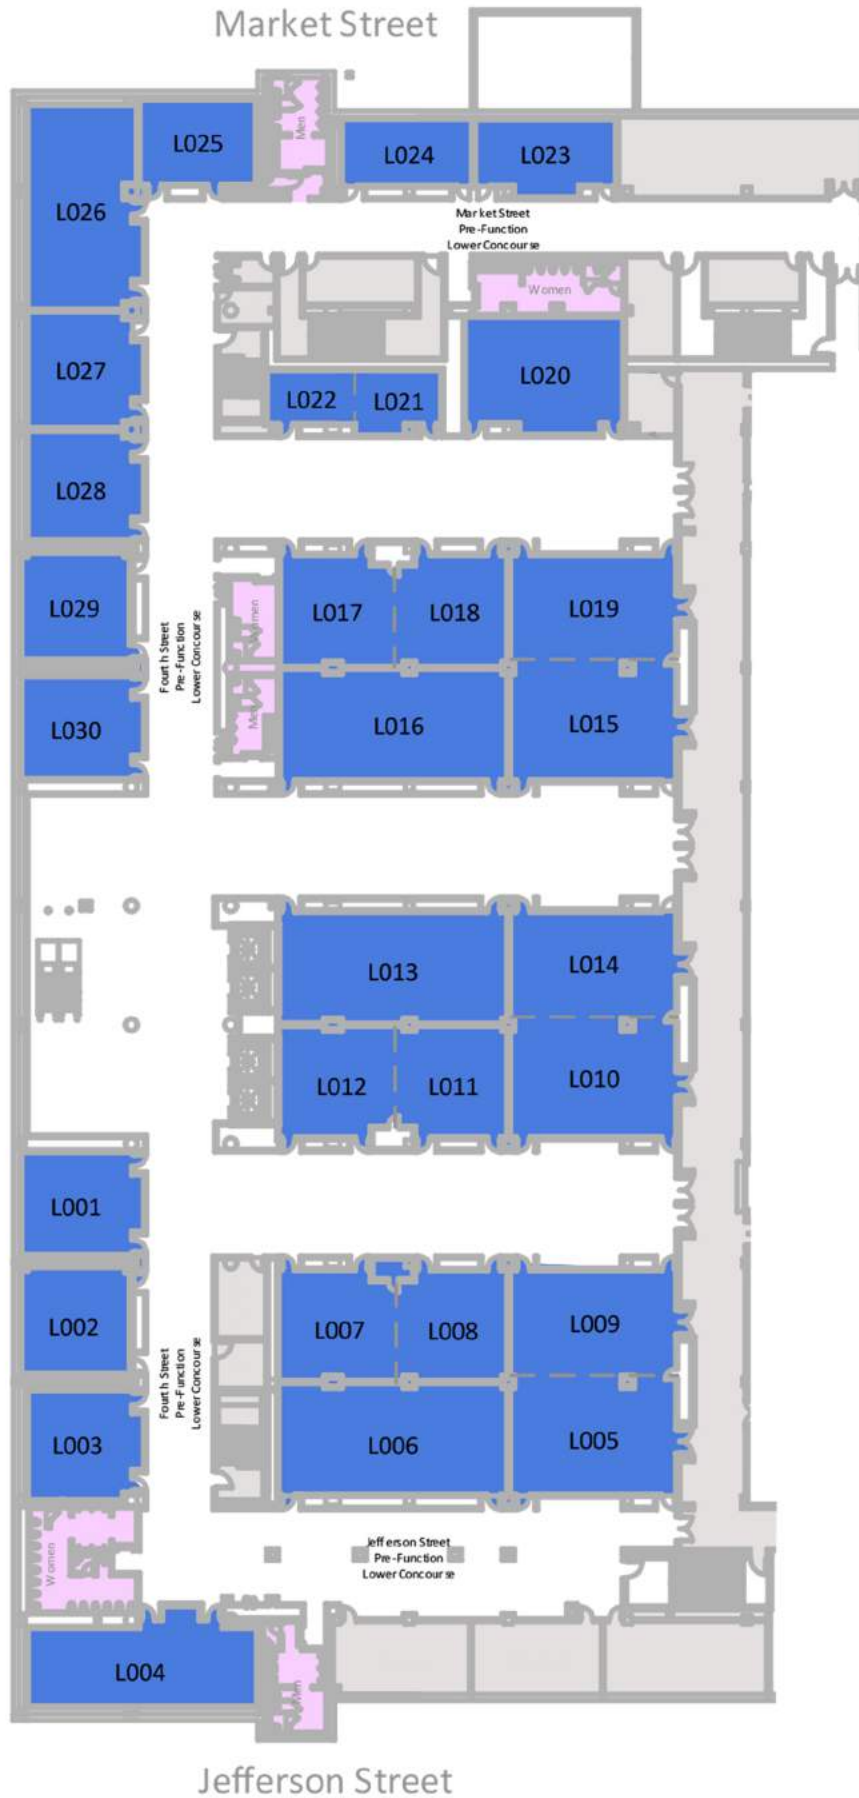 Market Street
Men
L025
L024
L023
L026
Market Street
Pre-Function
Lower Concourse
Women
L027
L020
L022
L021
L028
L017
L018
L019
L029
Women
Fourth Street
Pre-Function
Lower Concourse
L030
Men
L016
L015
L013
L014
L012
L011
L010
L001
L002
L007
L008
L009
Fourth Street
Pre-Function
Lower Concourse
L003
L006
L005
Women
Jefferson Street
Pre-Function
Lower Concourse
L004
Men
Jefferson Street